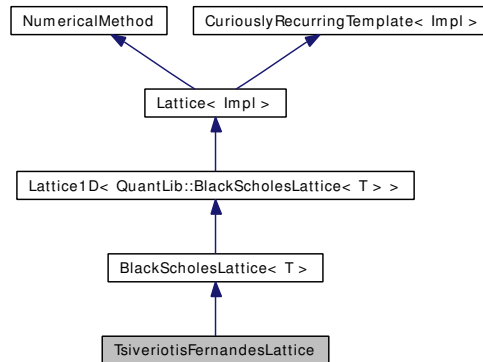 NumericalMethod
CuriouslyRecurringTemplate< Impl >
Lattice< Impl >
Lattice1D< QuantLib::BlackScholesLattice< T > >
BlackScholesLattice< T >
TsiveriotisFernandesLattice